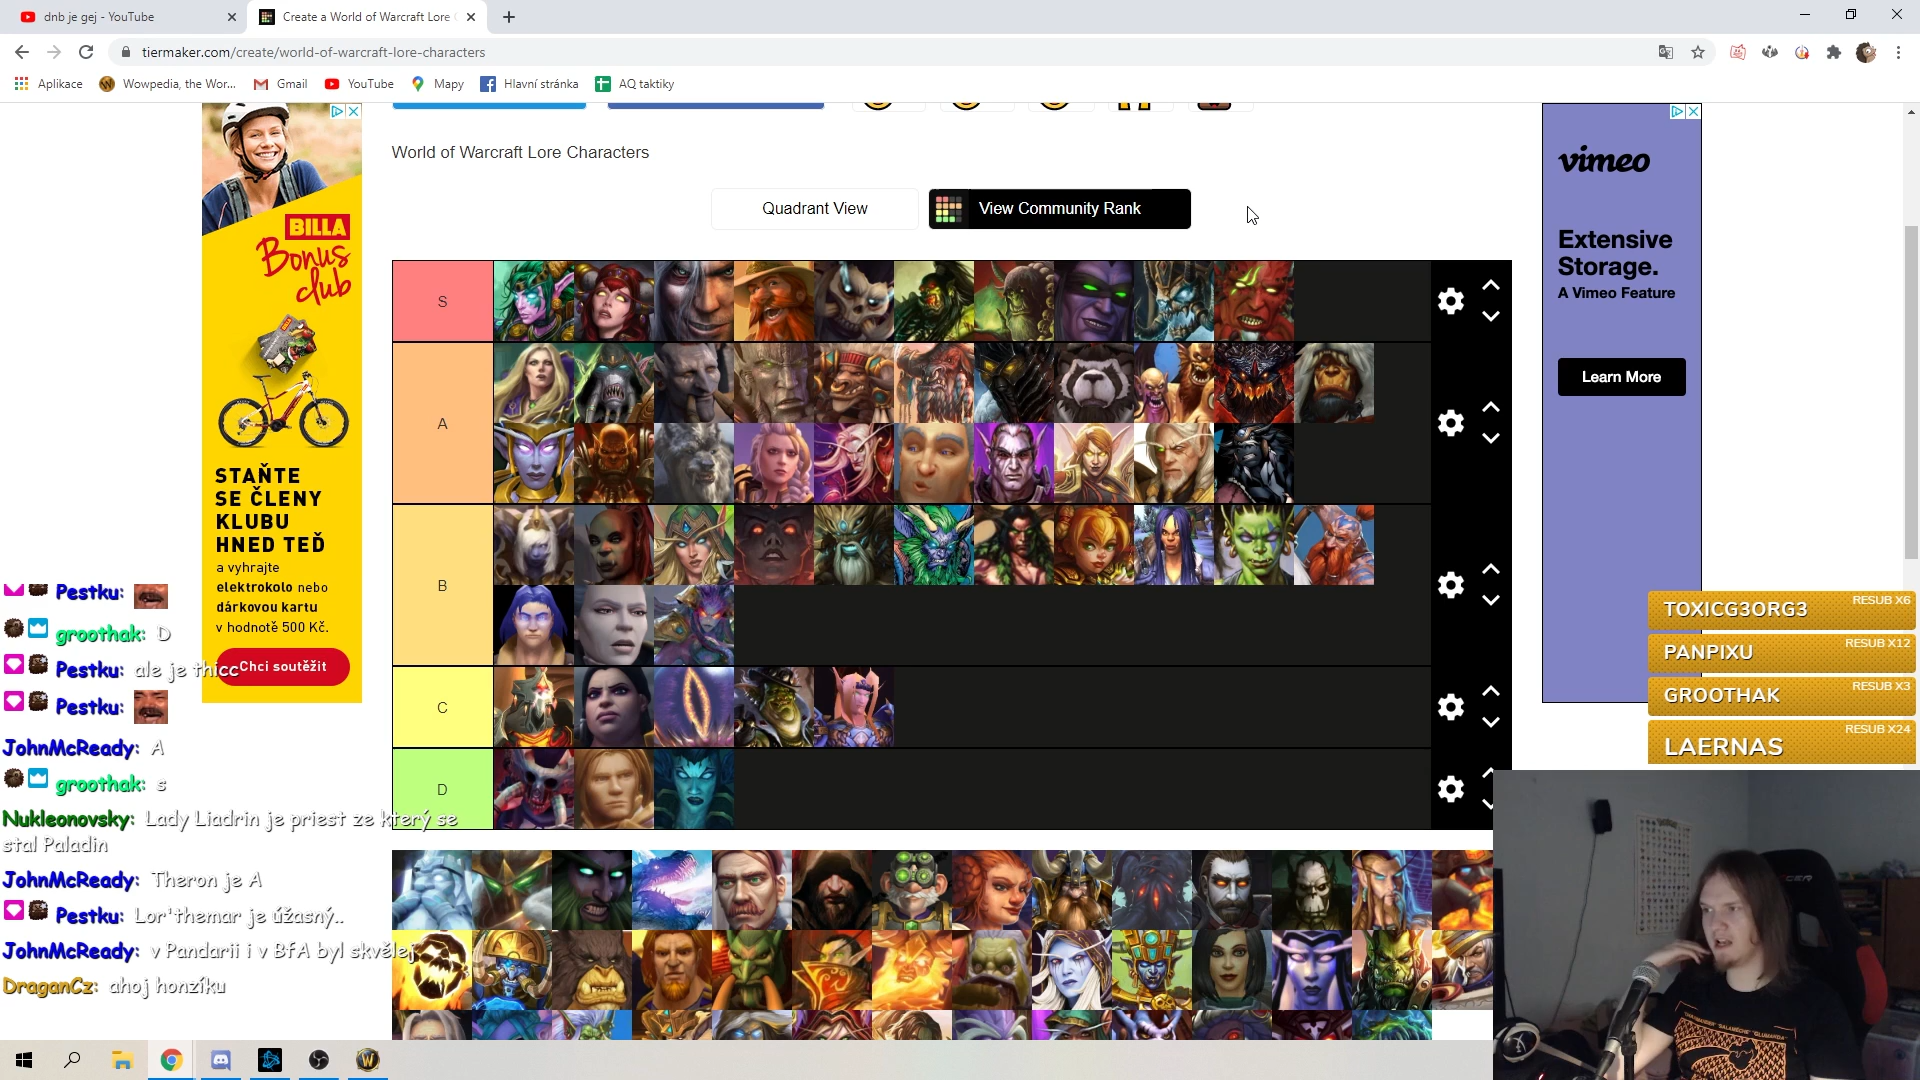 dnb je gej - YouTube
Create a World of Warcraft Lore C
tiermaker.com/create/world-of-warcraft-lore-characters
Aplikace
Wowpedia, the Wor...
Gmail
YouTube
Mapy
Hlavní stránka
AQ taktiky
World of Warcraft Lore Characters
Quadrant View
View Community Rank
S
A
B
C
D
BILLA
Bonus
club
STAŇTE
SE ČLENY
KLUBU
HNED TEĎ
a vyhrajte
elektrokolo nebo
dárkovou kartu
v hodnotě 500 Kč.
Chci soutěžit
vimeo
Extensive
Storage.
A Vimeo Feature
Learn More
Pestku:
groothak: D
Pestku: ale je thicc
Pestku:
JohnMcReady: A
groothak: s
Nukleonovsky: Lady Liadrin je priest ze který se
stal Paladin
JohnMcReady: Theron je A
Pestku: Lor'themar je úžasný..
JohnMcReady: v Pandarii i v BfA byl skvělej
DraganCz: ahoj honzíku
RESUB X6
TOXICG3ORG3
RESUB X12
PANPIXU
RESUB X3
GROOTHAK
RESUB X24
LAERNAS